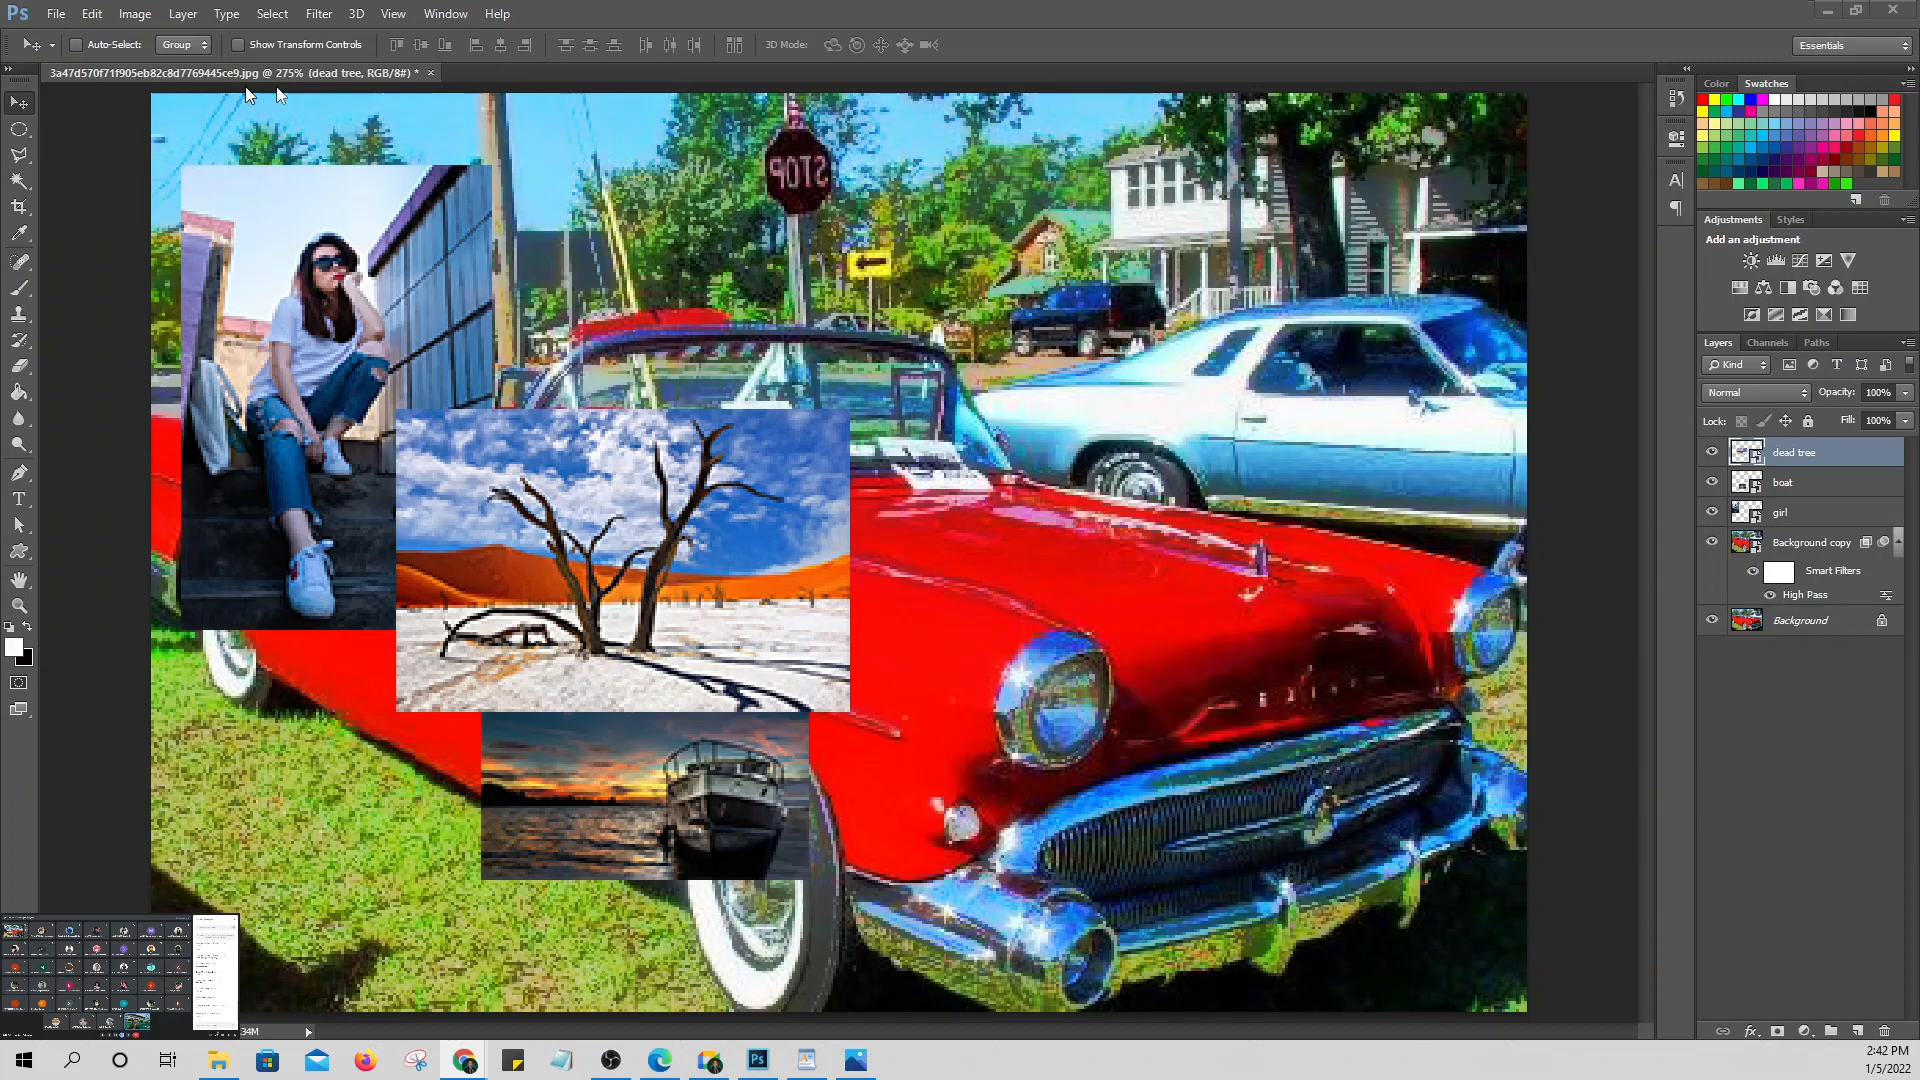 Ps File Edit Image Layer Type Select Filter 3D View Window Help
Auto-Select: Group Show Transform Controls 3D Mode: Essentials
3a47d570f71f905eb82c8d7769445ce9.jpg @ 275% (dead tree, RGB/8#) *
Color Swatches
STOP
Adjustments Styles
Add an adjustment
Layers Channels Paths
Kind
Normal Opacity: 100%
Lock: Fill: 100%
dead tree
boat
girl
Background copy
Smart Filters
High Pass
Background
34M
2:42 PM
1/5/2022